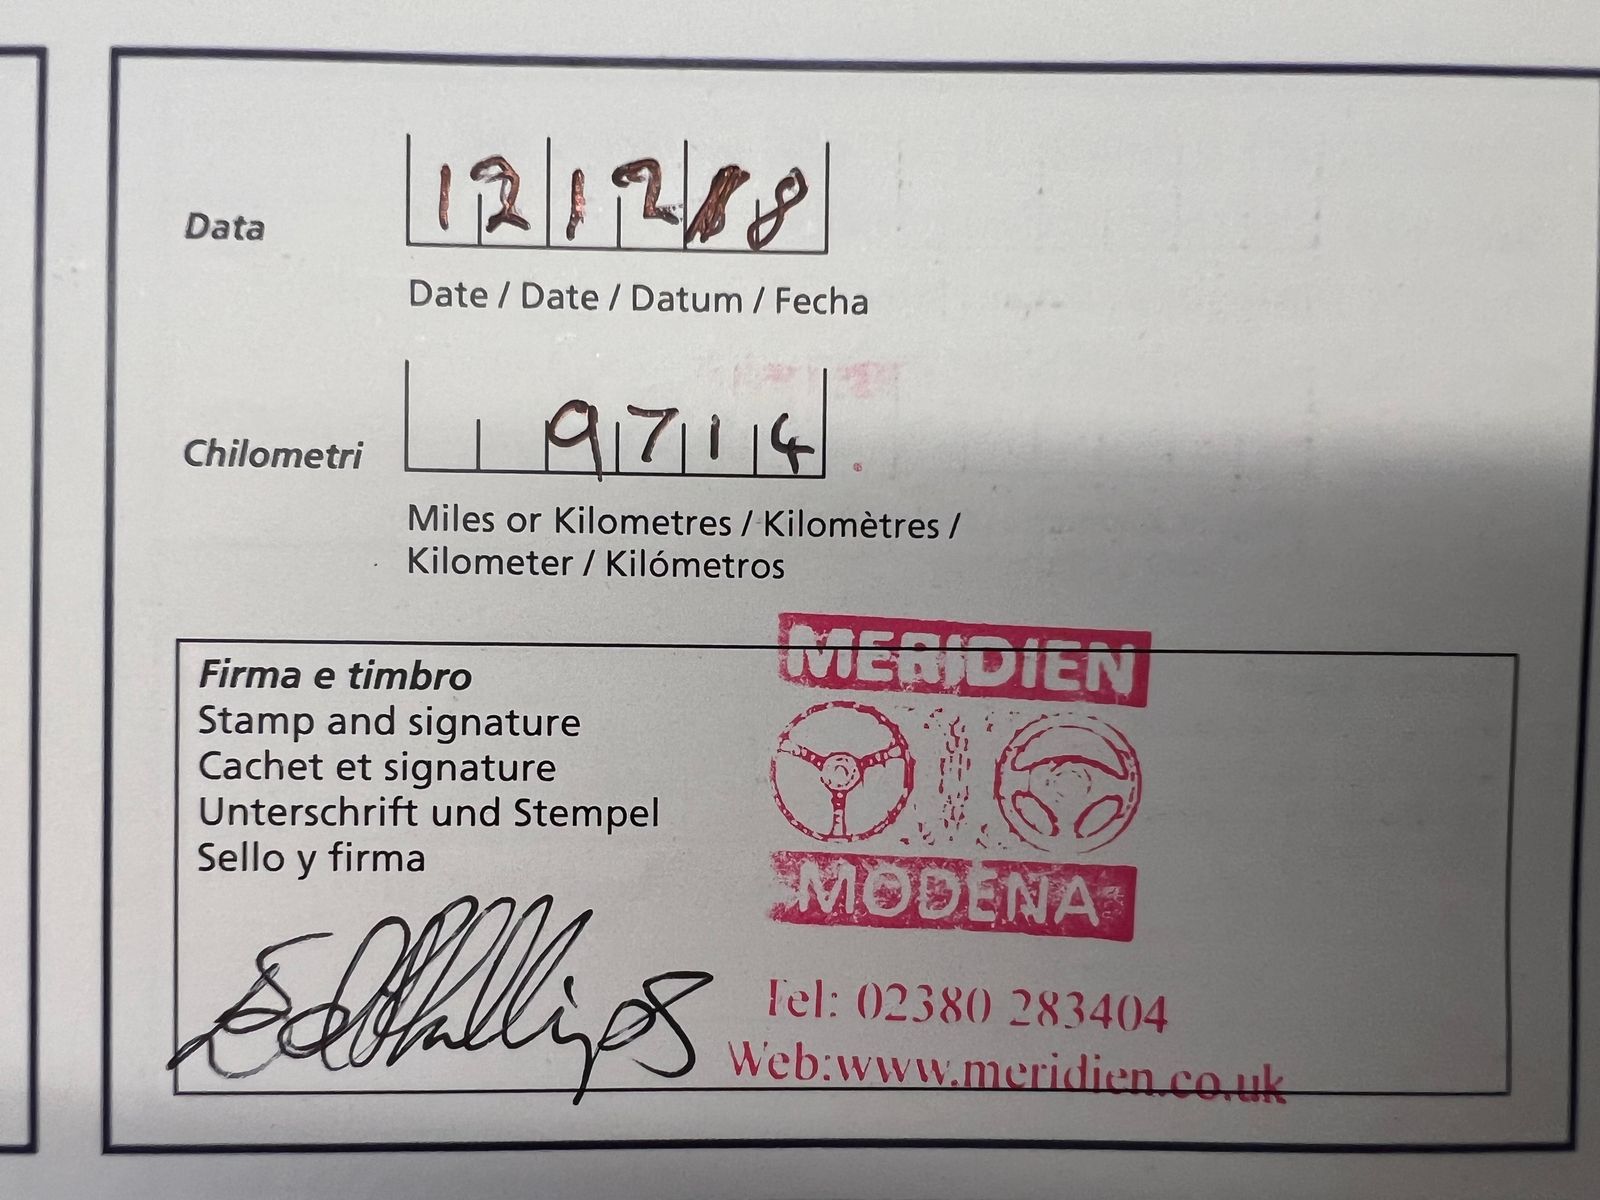 Data
12 12 18
Date / Date / Datum / Fecha
Chilometri
9714
Miles or Kilometres / Kilomètres /
Kilometer / Kilómetros
Firma e timbro
Stamp and signature
Cachet et signature
Unterschrift und Stempel
Sello y firma
MERIDIEN
MODENA
Tel: 02380 283404
Web:www.meridien.co.uk